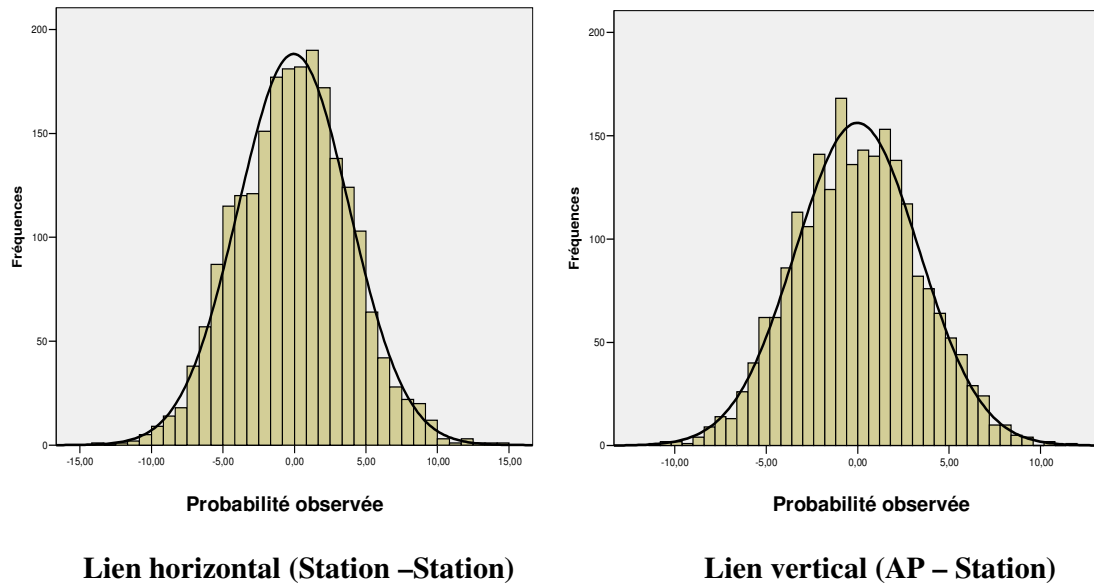 200
150
100
50
0
Fréquences
-15,00 -10,00 -5,00 0,00 5,00 10,00 15,00
Probabilité observée
Lien horizontal (Station –Station)
200
150
100
50
0
Fréquences
-10,00 -5,00 0,00 5,00 10,00
Probabilité observée
Lien vertical (AP – Station)